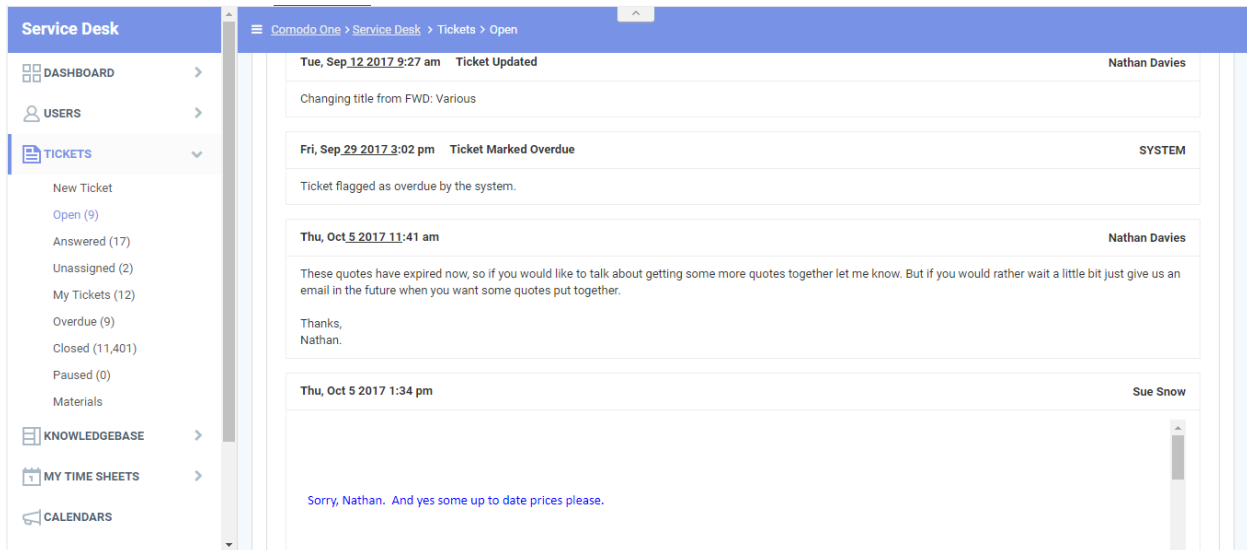 Service Desk
Comodo One > Service Desk > Tickets > Open
DASHBOARD
USERS
TICKETS
New Ticket
Open (9)
Answered (17)
Unassigned (2)
My Tickets (12)
Overdue (9)
Closed (11,401)
Paused (0)
Materials
KNOWLEDGEBASE
1 MY TIME SHEETS
CALENDARS
Tue, Sep 12 2017 9:27 am Ticket Updated Nathan Davies
Changing title from FWD: Various
Fri, Sep 29 2017 3:02 pm Ticket Marked Overdue SYSTEM
Ticket flagged as overdue by the system.
Thu, Oct 5 2017 11:41 am Nathan Davies
These quotes have expired now, so if you would like to talk about getting some more quotes together let me know. But if you would rather wait a little bit just give us an
email in the future when you want some quotes put together.
Thanks,
Nathan.
Thu, Oct 5 2017 1:34 pm Sue Snow
Sorry, Nathan. And yes some up to date prices please.